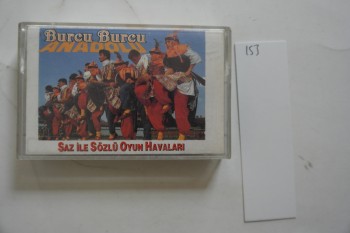 Burcu Burcu
ANADOLU
SAZ İLE SÖZLÜ OYUN HAVALARI
153